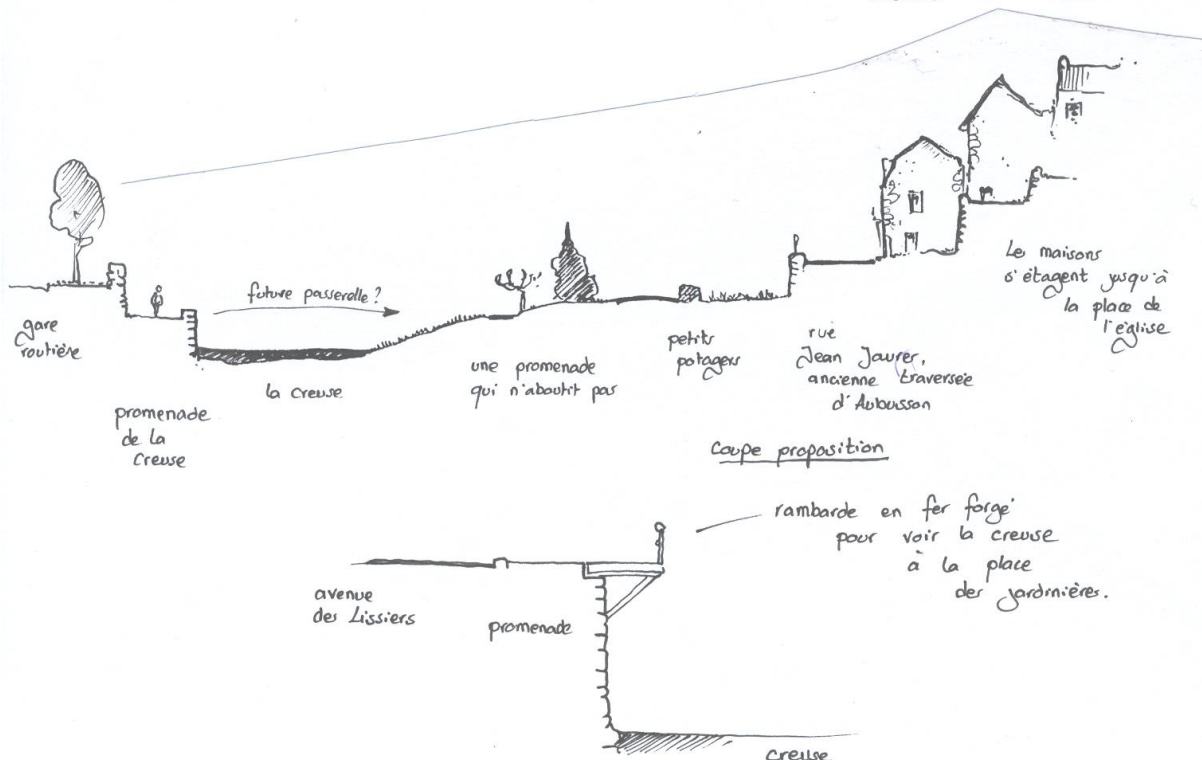 gare
routière
promenade
de la
creuse
future passerelle ?
la creuse
une promenade
qui n'aboutit pas
petits
potagers
rue
Jean Jaures,
ancienne traversée
d'Aubusson
Le maisons
s'étagent jusqu'à
la place de
l'église
coupe proposition
rambarde en fer forgé
pour voir la creuse
à la place
des jardinières.
avenue
des Lissiers
promenade
creuse